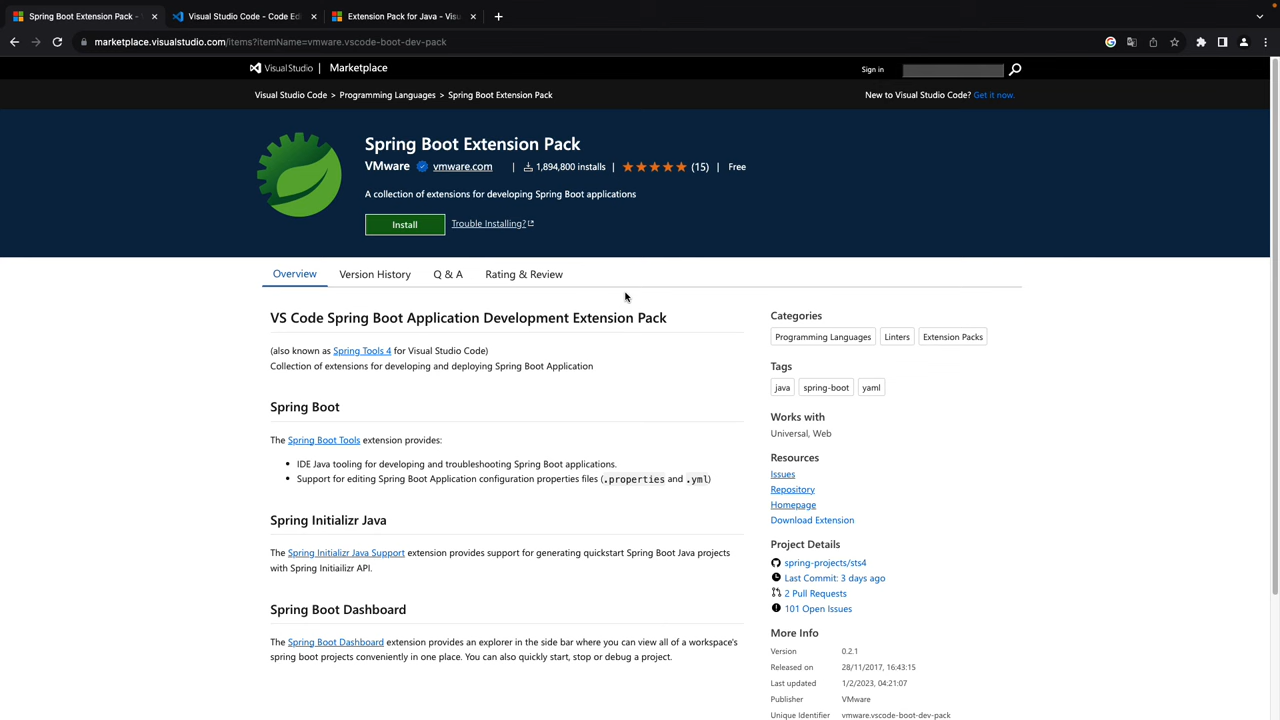 Spring Boot Extension Pack -
Visual Studio Code - Code Edi
Extension Pack for Java - Visu
marketplace.visualstudio.com/items?itemName=vmware.vscode-boot-dev-pack
Visual Studio | Marketplace
Sign in
Visual Studio Code > Programming Languages > Spring Boot Extension Pack
New to Visual Studio Code? Get it now.
Spring Boot Extension Pack
VMware vmware.com | 1,894,800 installs | (15) | Free
A collection of extensions for developing Spring Boot applications
Install Trouble Installing?
Overview Version History Q & A Rating & Review
VS Code Spring Boot Application Development Extension Pack
(also known as Spring Tools 4 for Visual Studio Code)
Collection of extensions for developing and deploying Spring Boot Application
Spring Boot
The Spring Boot Tools extension provides:
• IDE Java tooling for developing and troubleshooting Spring Boot applications.
• Support for editing Spring Boot Application configuration properties files (.properties and .yml)
Spring Initializr Java
The Spring Initializr Java Support extension provides support for generating quickstart Spring Boot Java projects
with Spring Initiailizr API.
Spring Boot Dashboard
The Spring Boot Dashboard extension provides an explorer in the side bar where you can view all of a workspace's
spring boot projects conveniently in one place. You can also quickly start, stop or debug a project.
Categories
Programming Languages Linters Extension Packs
Tags
java spring-boot yaml
Works with
Universal, Web
Resources
Issues
Repository
Homepage
Download Extension
Project Details
spring-projects/sts4
Last Commit: 3 days ago
2 Pull Requests
101 Open Issues
More Info
Version 0.2.1
Released on 28/11/2017, 16:43:15
Last updated 1/2/2023, 04:21:07
Publisher VMware
Unique Identifier vmware.vscode-boot-dev-pack